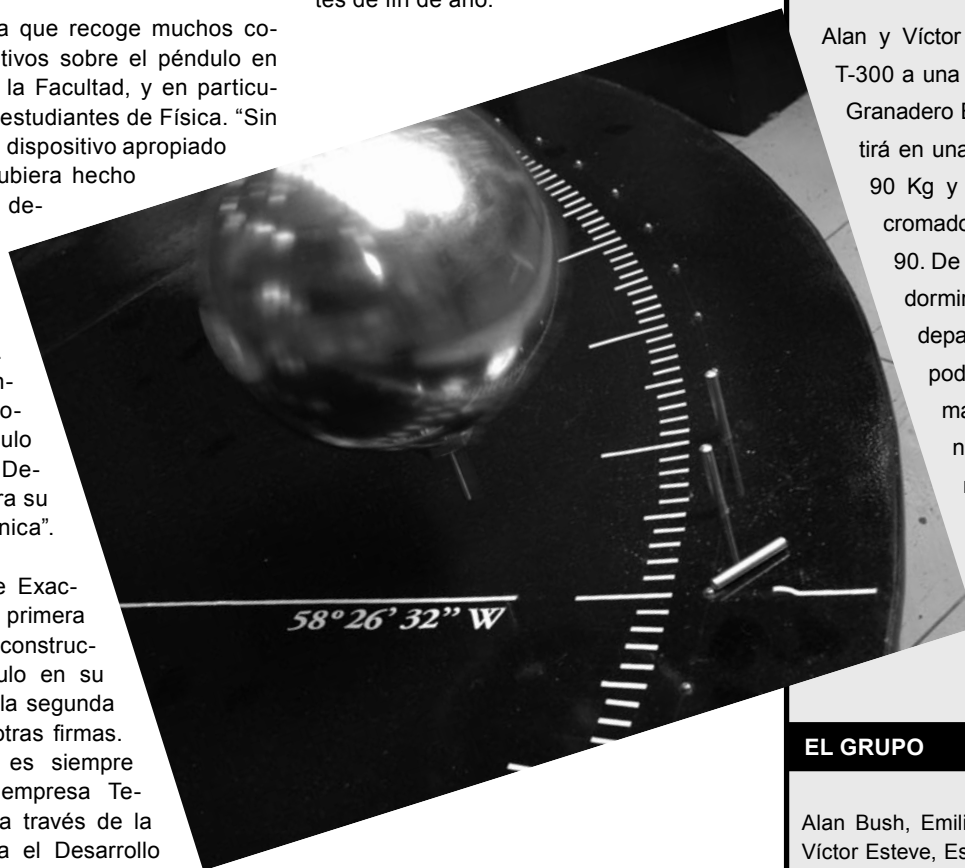 a que recoge muchos co-
tivos sobre el péndulo en
la Facultad, y en particu-
estudiantes de Física. “Sin
dispositivo apropiado
ubiera hecho
de-
n-
o-
ulo
De-
ra su
nica”.
e Exac-
primera
construc-
ulo en su
la segunda
otras firmas.
es siempre
empresa Te-
a través de la
a el Desarrollo
tes de fin de año.
58º 26’ 32” W
Alan y Víctor
T-300 a una
Granadero
tirá en una
90 Kg y
cromado
90. De
dormir
depa
pod
ma
n
EL GRUPO
Alan Bush, Emili
Víctor Esteve, Es